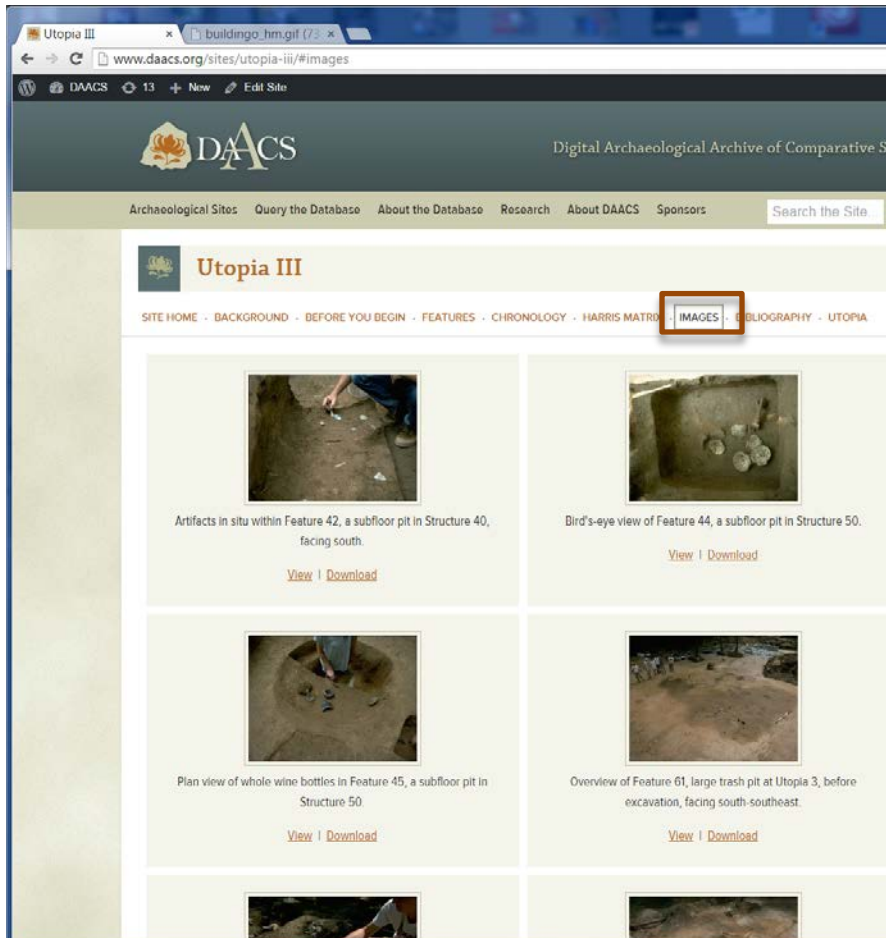 Utopia III
buildingo_hm.gif (73
www.daacs.org/sites/utopia-iii/#images
DAACS 13 + New Edit Site
DAACS
Digital Archaeological Archive of Comparative S
Archaeological Sites Query the Database About the Database Research About DAACS Sponsors Search the Site
Utopia III
SITE HOME - BACKGROUND - BEFORE YOU BEGIN - FEATURES - CHRONOLOGY - HARRIS MATRIX - IMAGES - BIBLIOGRAPHY - UTOPIA
Artifacts in situ within Feature 42, a subfloor pit in Structure 40,
facing south.
View | Download
Bird's-eye view of Feature 44, a subfloor pit in Structure 50.
View | Download
Plan view of whole wine bottles in Feature 45, a subfloor pit in
Structure 50.
View | Download
Overview of Feature 61, large trash pit at Utopia 3, before
excavation, facing south-southeast.
View | Download